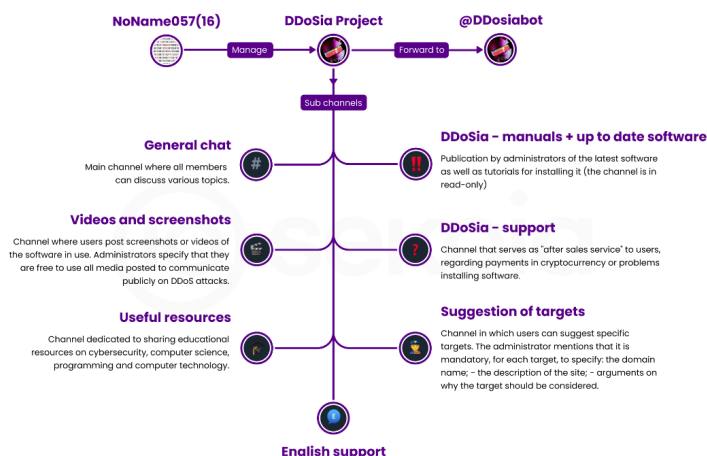 NoName057(16)
DDoSia Project
@DDosiabot
Manage
Forward to
Sub channels
General chat
Main channel where all members
can discuss various topics.
DDoSia - manuals + up to date software
Publication by administrators of the latest software
as well as tutorials for installing it (the channel is in
read-only)
Videos and screenshots
Channel where users post screenshots or videos of
the software in use. Administrators specify that they
are free to use all media posted to communicate
publicly on DDoS attacks.
DDoSia - support
Channel that serves as "after sales service" to users,
regarding payments in cryptocurrency or problems
installing software.
Useful resources
Channel dedicated to sharing educational
resources on cybersecurity, computer science,
programming and computer technology.
Suggestion of targets
Channel in which users can suggest specific
targets. The administrator mentions that it is
mandatory, for each target, to specify: the domain
name; - the description of the site; - arguments on
why the target should be considered.
English support